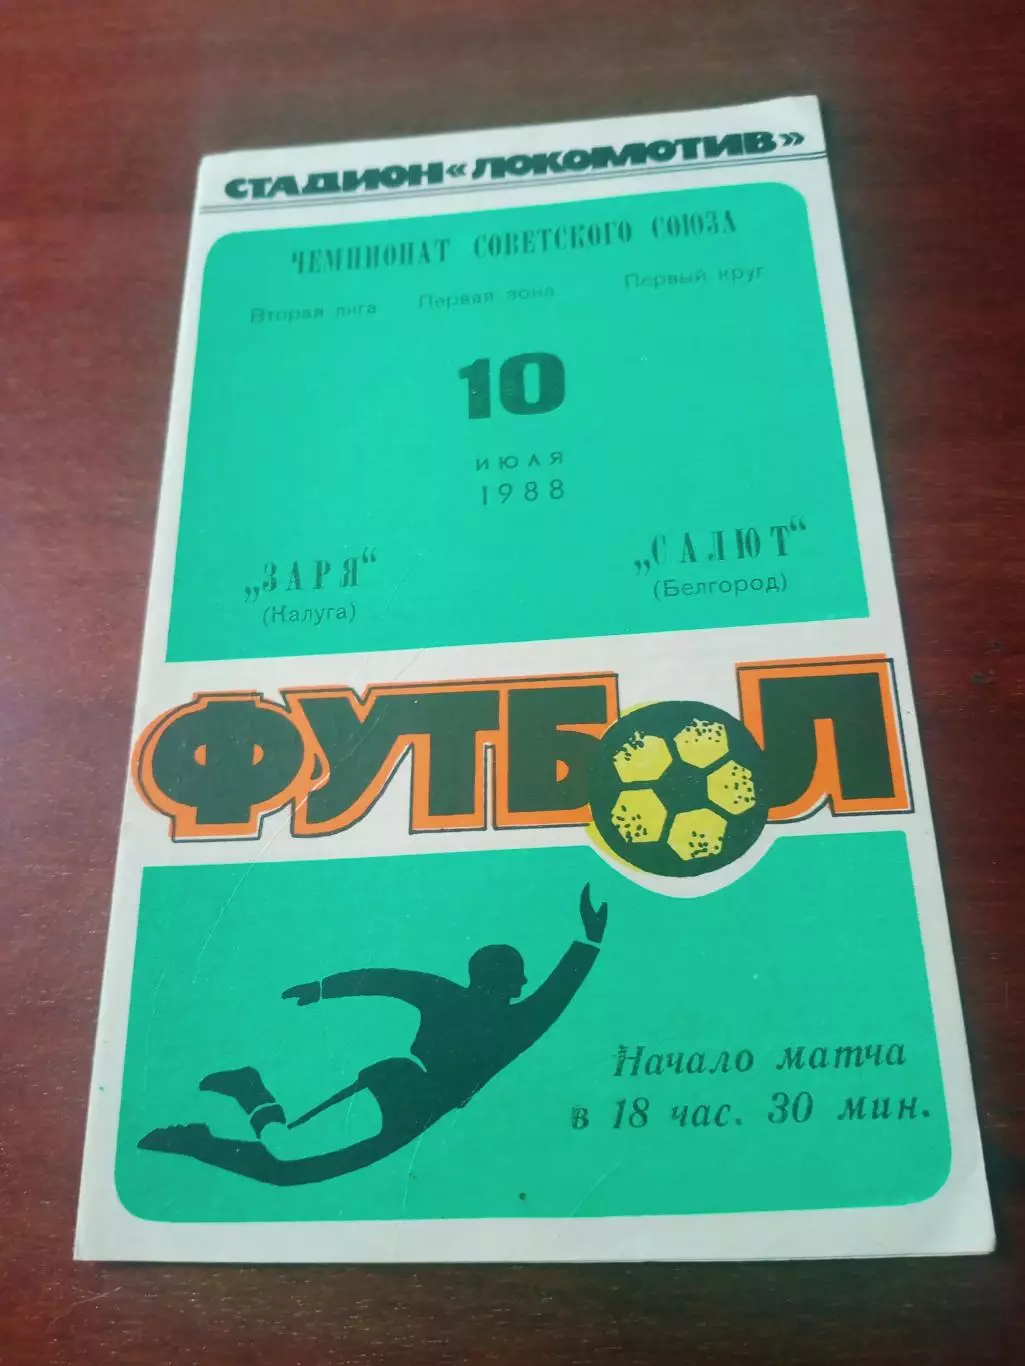 СТАДИОН «ЛОКОМОТИВ»
ЧЕМПИОНАТ СОВЕТСКОГО СОЮЗА
Вторая лига Первая зона Первый круг
10
ИЮЛЯ
1988
„ЗАРЯ“ „САЛЮТ“
(Калуга) (Белгород)
ФУТБОЛ
Начало матча
в 18 час. 30 мин.